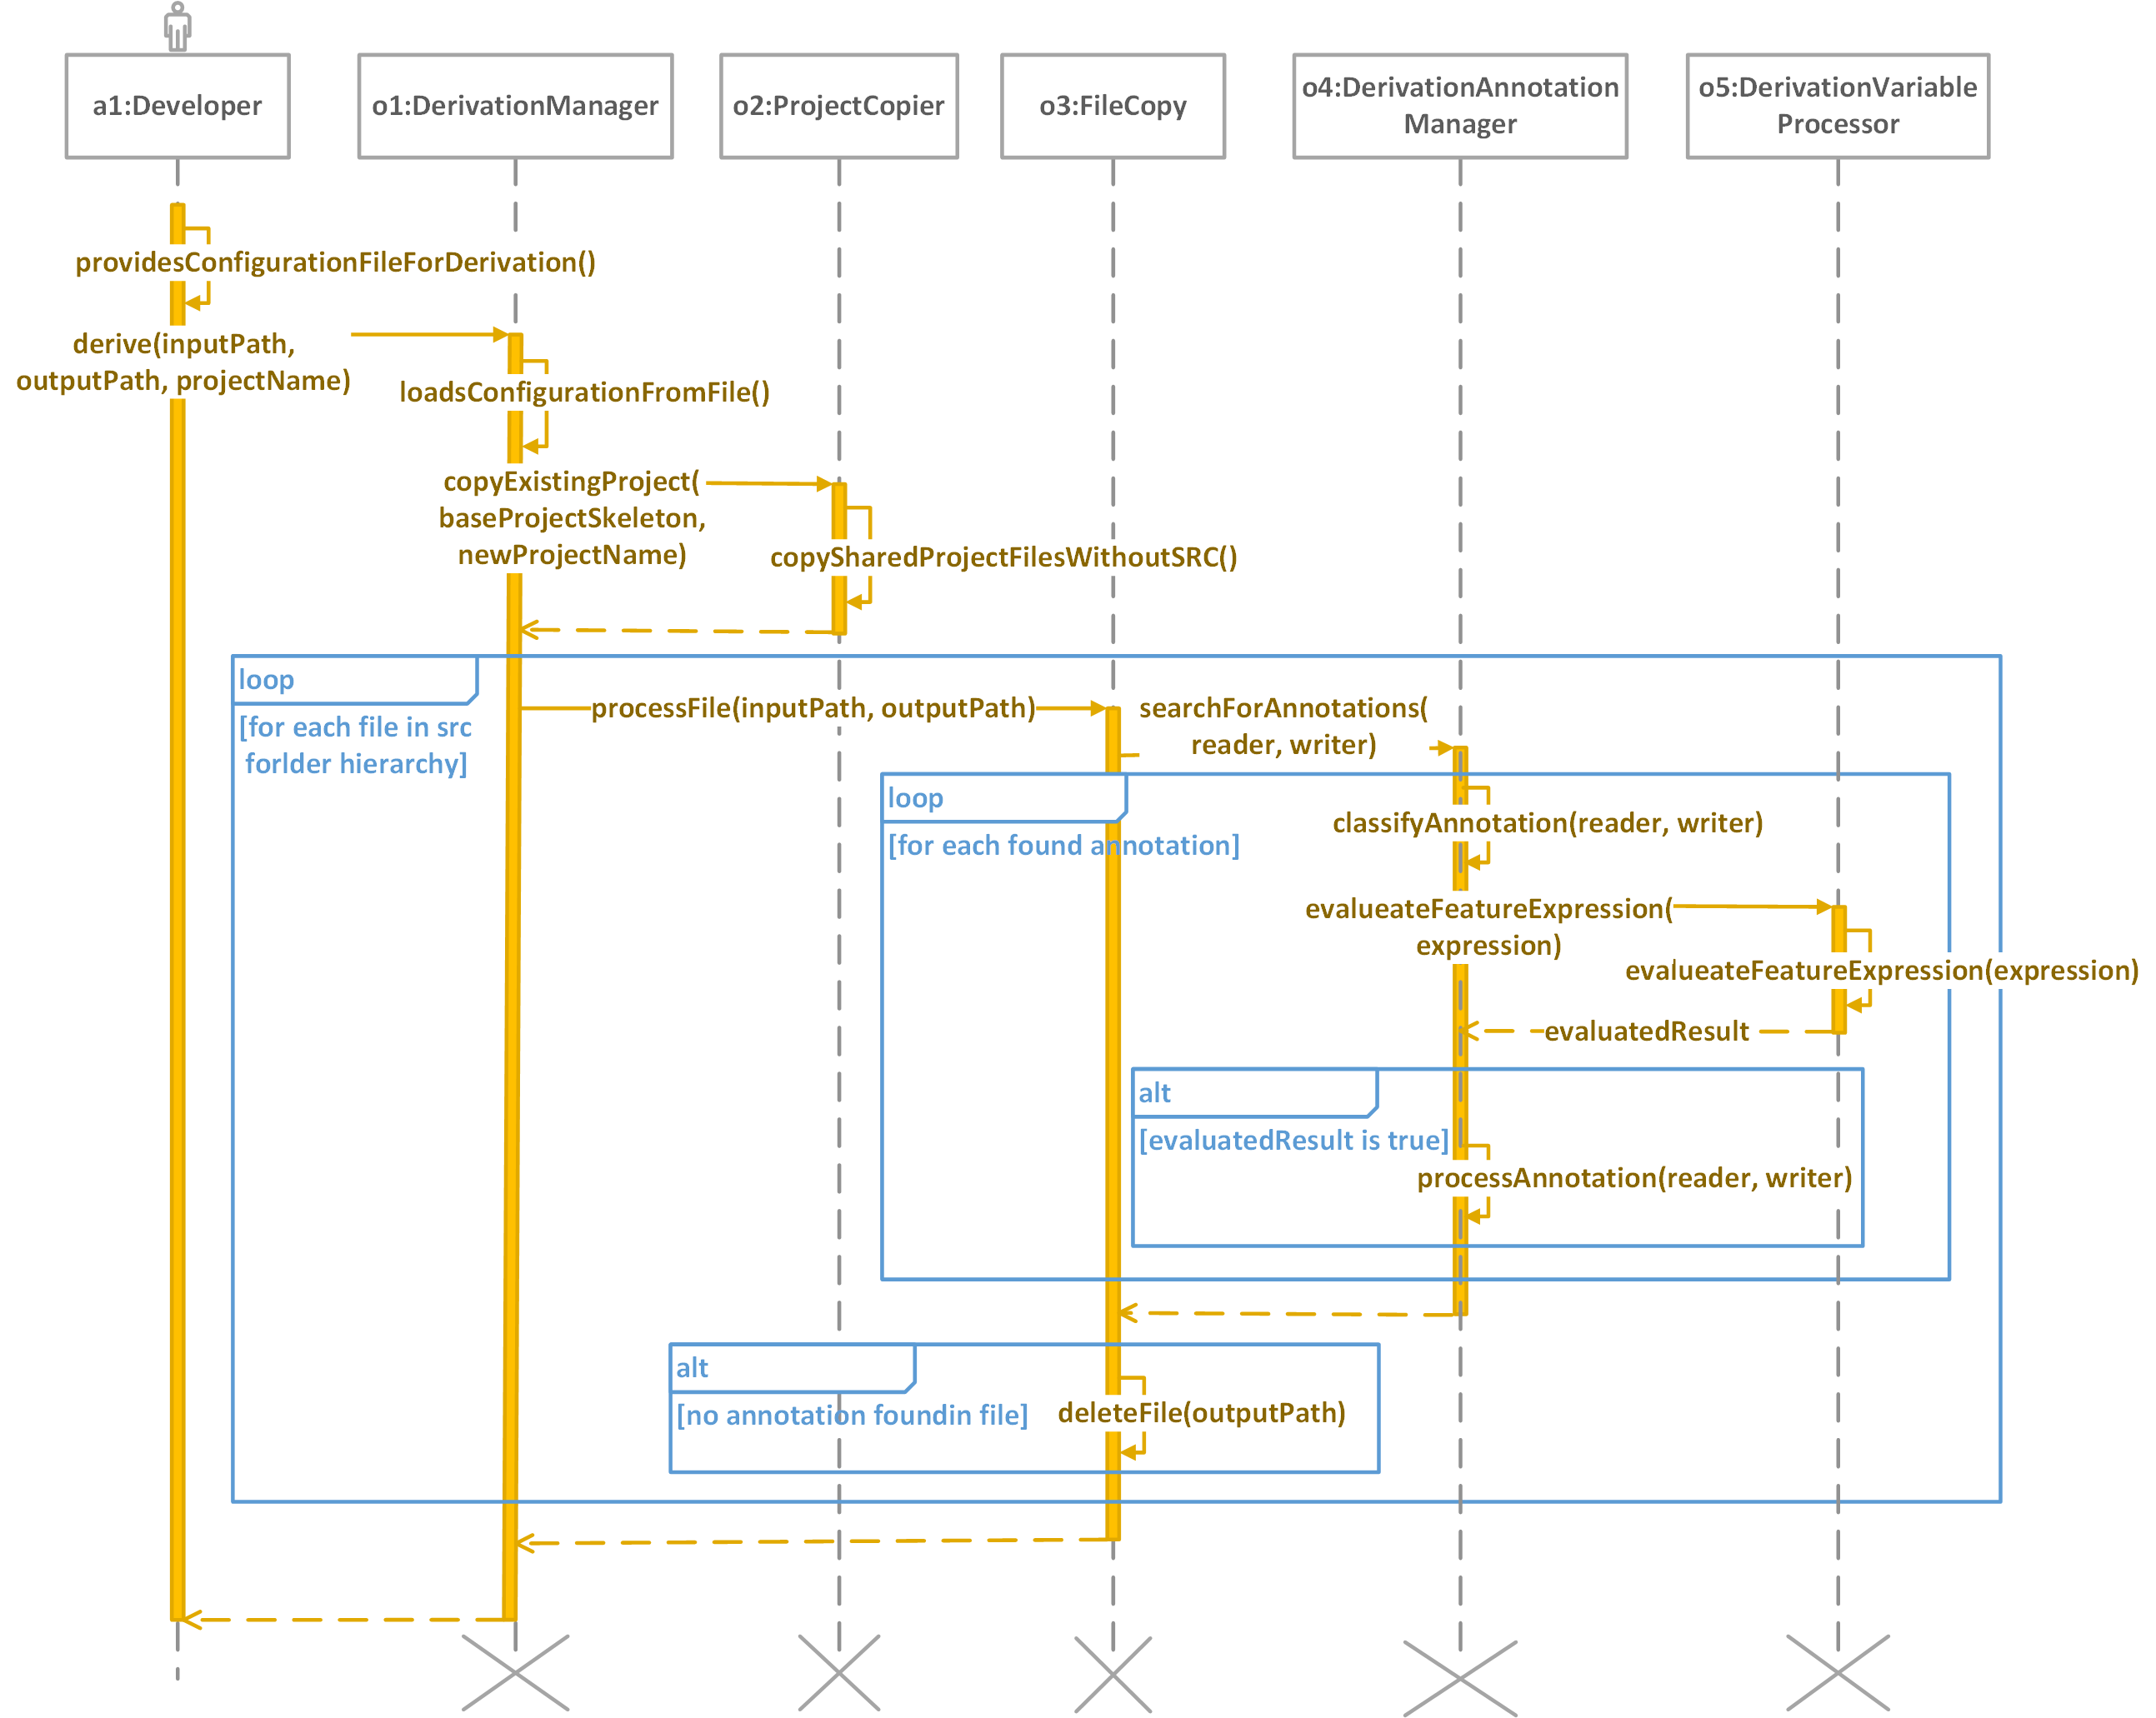 a1:Developer
o1:DerivationManager
o2:ProjectCopier
o3:FileCopy
o4:DerivationAnnotation
Manager
o5:DerivationVariable
Processor
providesConfigurationFileForDerivation()
derive(inputPath,
outputPath, projectName)
loadsConfigurationFromFile()
copyExistingProject(
baseProjectSkeleton,
newProjectName)
copySharedProjectFilesWithoutSRC()
loop
[for each file in src
forlder hierarchy]
processFile(inputPath, outputPath)
searchForAnnotations(
reader, writer)
loop
[for each found annotation]
classifyAnnotation(reader, writer)
evalueateFeatureExpression(
expression)
evalueateFeatureExpression(expression)
evaluatedResult
alt
[evaluatedResult is true]
processAnnotation(reader, writer)
alt
[no annotation foundin file]
deleteFile(outputPath)